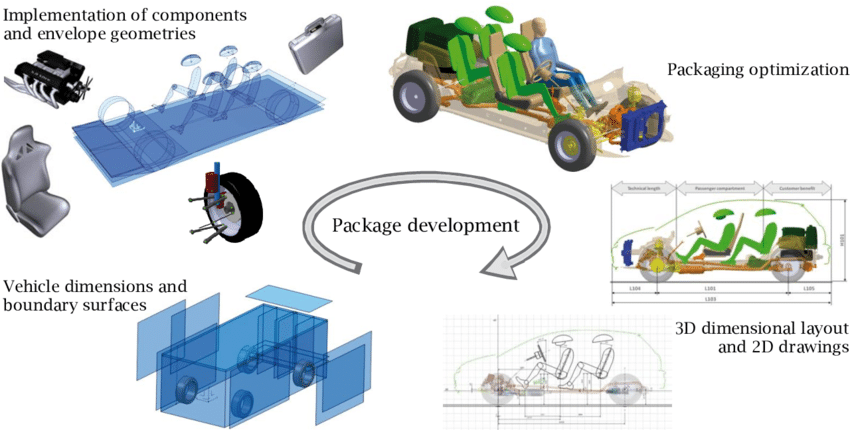 Implementation of components
and envelope geometries
Packaging optimization
Technical length
Passenger compartment
Customer benefit
H101
Package development
L104
L101
L105
L103
Vehicle dimensions and
boundary surfaces
3D dimensional layout
and 2D drawings